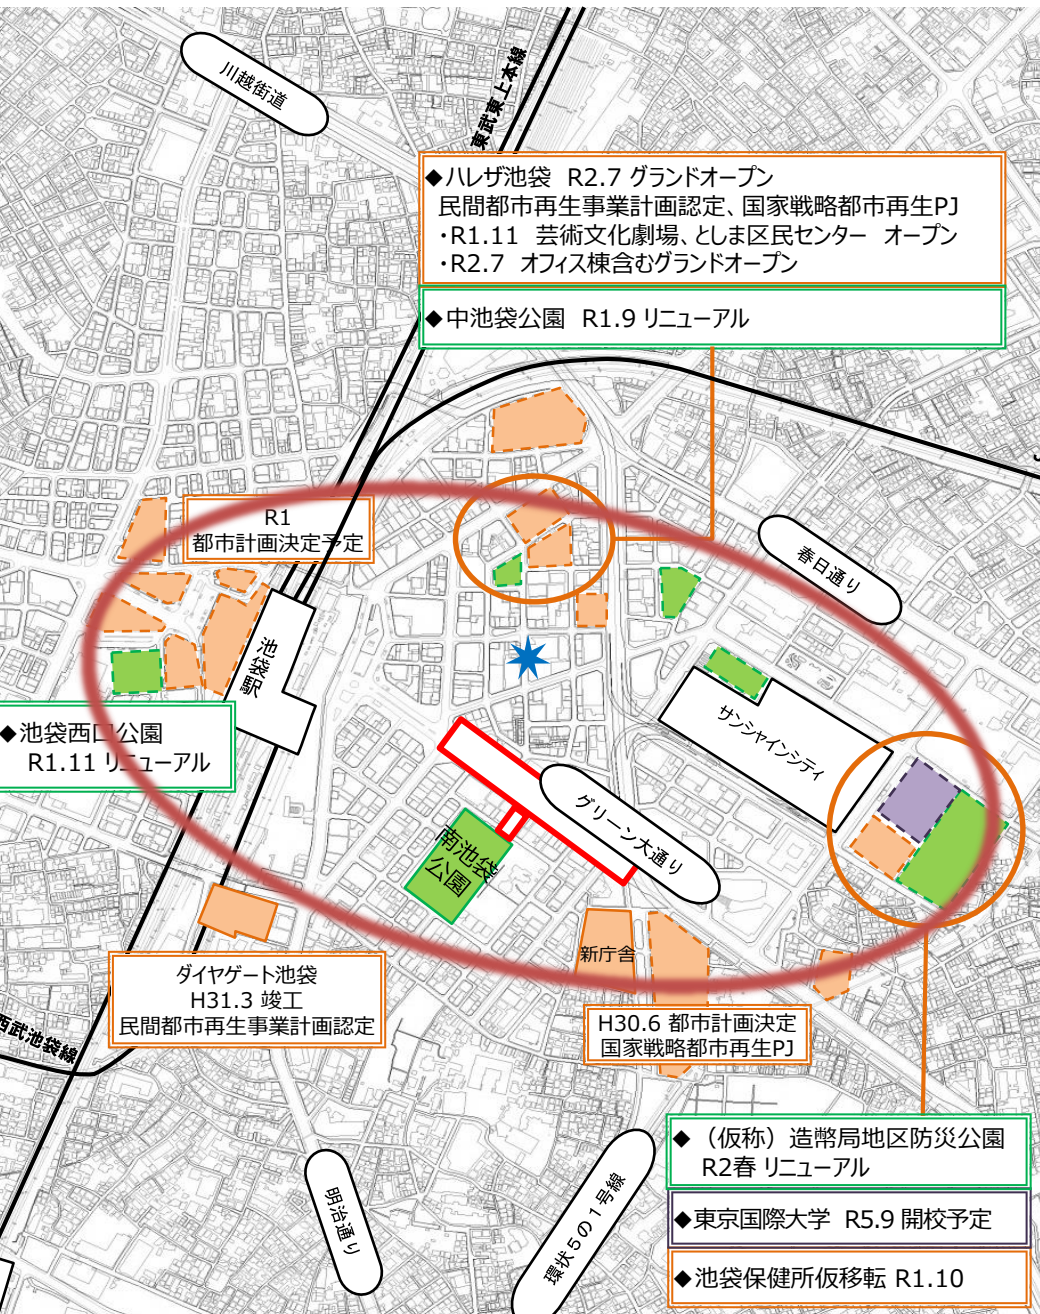 川越街道
東武東上本線
◆ハレザ池袋 R2.7 グランドオープン
民間都市再生事業計画認定、国家戦略都市再生PJ
・R1.11 芸術文化劇場、としま区民センター オープン
・R2.7 オフィス棟含むグランドオープン
◆中池袋公園 R1.9 リニューアル
R1
都市計画決定予定
春日通り
池袋駅
サンシャインシティ
◆池袋西口公園
R1.11 リニューアル
グリーン大通り
南池袋
公園
新庁舎
ダイヤゲート池袋
H31.3 竣工
民間都市再生事業計画認定
H30.6 都市計画決定
国家戦略都市再生PJ
西武池袋線
明治通り
環状5の1号線
◆（仮称）造幣局地区防災公園
R2春 リニューアル
◆東京国際大学 R5.9 開校予定
◆池袋保健所仮移転 R1.10